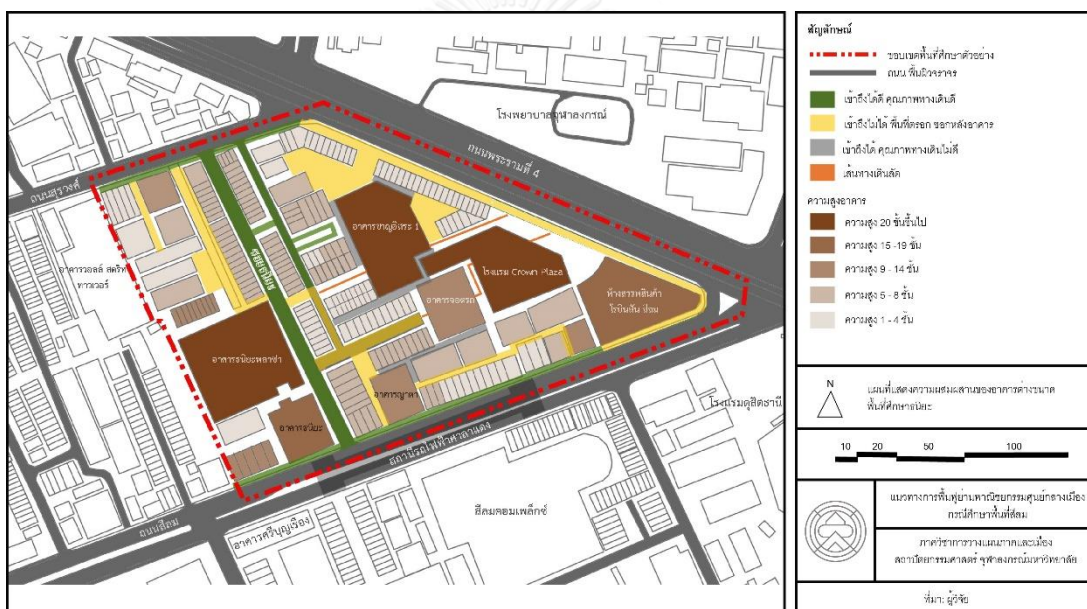 โรงพยาบาลจุฬาลงกรณ์
ถนนพระรามที่ 4
ถนนสุรวงศ์
อาคารวอลล์ สตรีท
ทาวเวอร์
ซอยธนิยะ
อาคารชาญอิสระ 1
โรงแรม Crown Plaza
อาคารจอดรถ
ห้างสรรพสินค้า
โรบินสัน สีลม
อาคารธนิยะพลาซ่า
อาคารญาดา
อาคารธนิยะ
สถานีรถไฟฟ้าศาลาแดง
โรงแรมดุสิตธานี
ถนนสีลม
อาคารศรีบุญเรือง
สีลมคอมเพล็กซ์
สัญลักษณ์
ขอบเขตพื้นที่ศึกษาตัวอย่าง
ถนน พื้นผิวจราจร
เข้าถึงได้ดี คุณภาพทางเดินดี
เข้าถึงไม่ได้ พื้นที่ตรอก ซอกหลังอาคาร
เข้าถึงได้ คุณภาพทางเดินไม่ดี
เส้นทางเดินลัด
ความสูงอาคาร
ความสูง 20 ชั้นขึ้นไป
ความสูง 15 -19 ชั้น
ความสูง 9 - 14 ชั้น
ความสูง 5 - 8 ชั้น
ความสูง 1 - 4 ชั้น
N
แผนที่แสดงความผสมผสานของอาคารต่างขนาด
พื้นที่ศึกษาธนิยะ
10 20 50 100
แนวทางการฟื้นฟูย่านพาณิชยกรรมศูนย์กลางเมือง
กรณีศึกษาพื้นที่สีลม
ภาควิชาการวางแผนภาคและเมือง
สถาปัตยกรรมศาสตร์ จุฬาลงกรณ์มหาวิทยาลัย
ที่มา: ผู้วิจัย